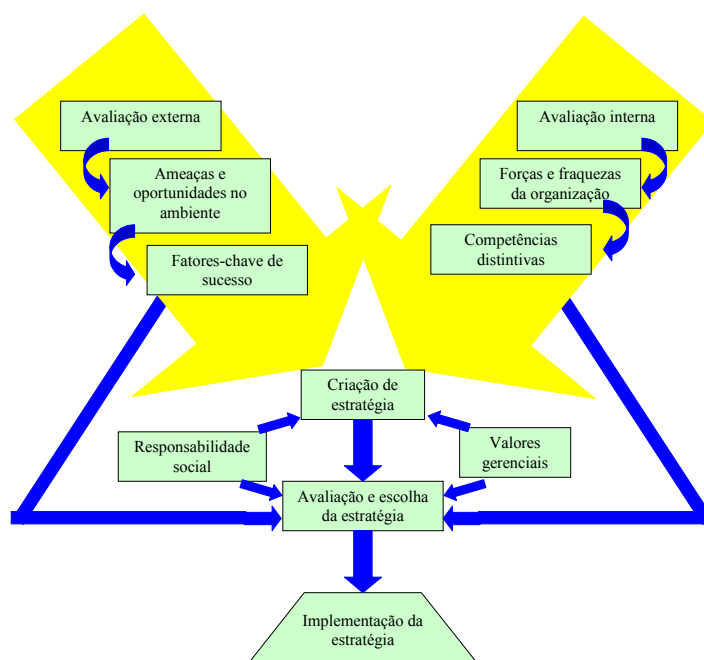 Avaliação externa
Ameaças e
oportunidades no
ambiente
Fatores-chave de
sucesso
Avaliação interna
Forças e fraquezas
da organização
Competências
distintivas
Criação de
estratégia
Responsabilidade
social
Valores
gerenciais
Avaliação e escolha
da estratégia
Implementação da
estratégia